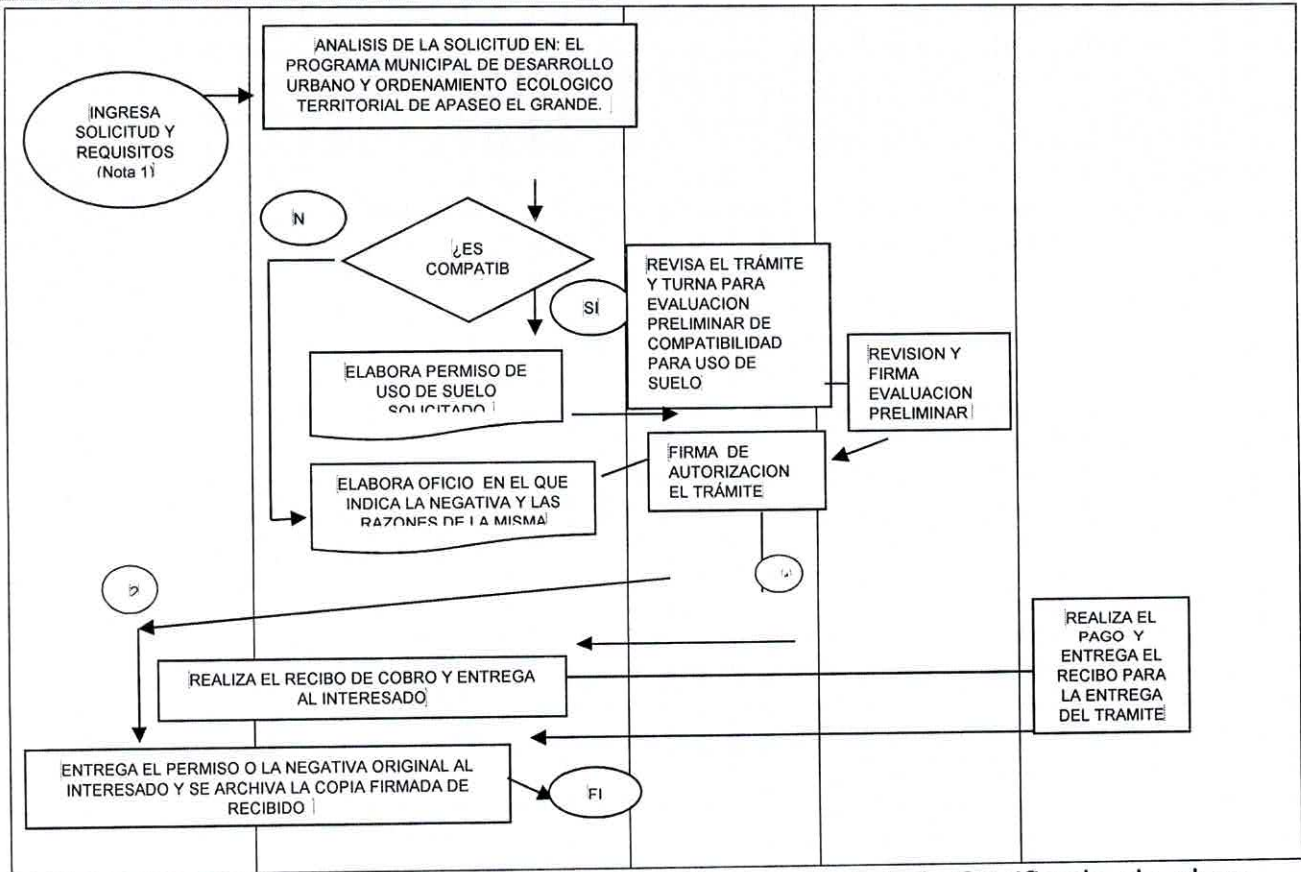 INGRESA
SOLICITUD Y
REQUISITOS
(Nota 1)
ANALISIS DE LA SOLICITUD EN: EL
PROGRAMA MUNICIPAL DE DESARROLLO
URBANO Y ORDENAMIENTO ECOLOGICO
TERRITORIAL DE APASEO EL GRANDE.
N
¿ES
COMPATIB
SÍ
ELABORA PERMISO DE
USO DE SUELO
SOLICITADO
REVISA EL TRÁMITE
Y TURNA PARA
EVALUACION
PRELIMINAR DE
COMPATIBILIDAD
PARA USO DE
SUELO
REVISION Y
FIRMA
EVALUACION
PRELIMINAR
ELABORA OFICIO EN EL QUE
INDICA LA NEGATIVA Y LAS
RAZONES DE LA MISMA
FIRMA DE
AUTORIZACION
EL TRÁMITE
REALIZA EL RECIBO DE COBRO Y ENTREGA
AL INTERESADO
REALIZA EL
PAGO Y
ENTREGA EL
RECIBO PARA
LA ENTREGA
DEL TRAMITE
ENTREGA EL PERMISO O LA NEGATIVA ORIGINAL AL
INTERESADO Y SE ARCHIVA LA COPIA FIRMADA DE
RECIBIDO
FI